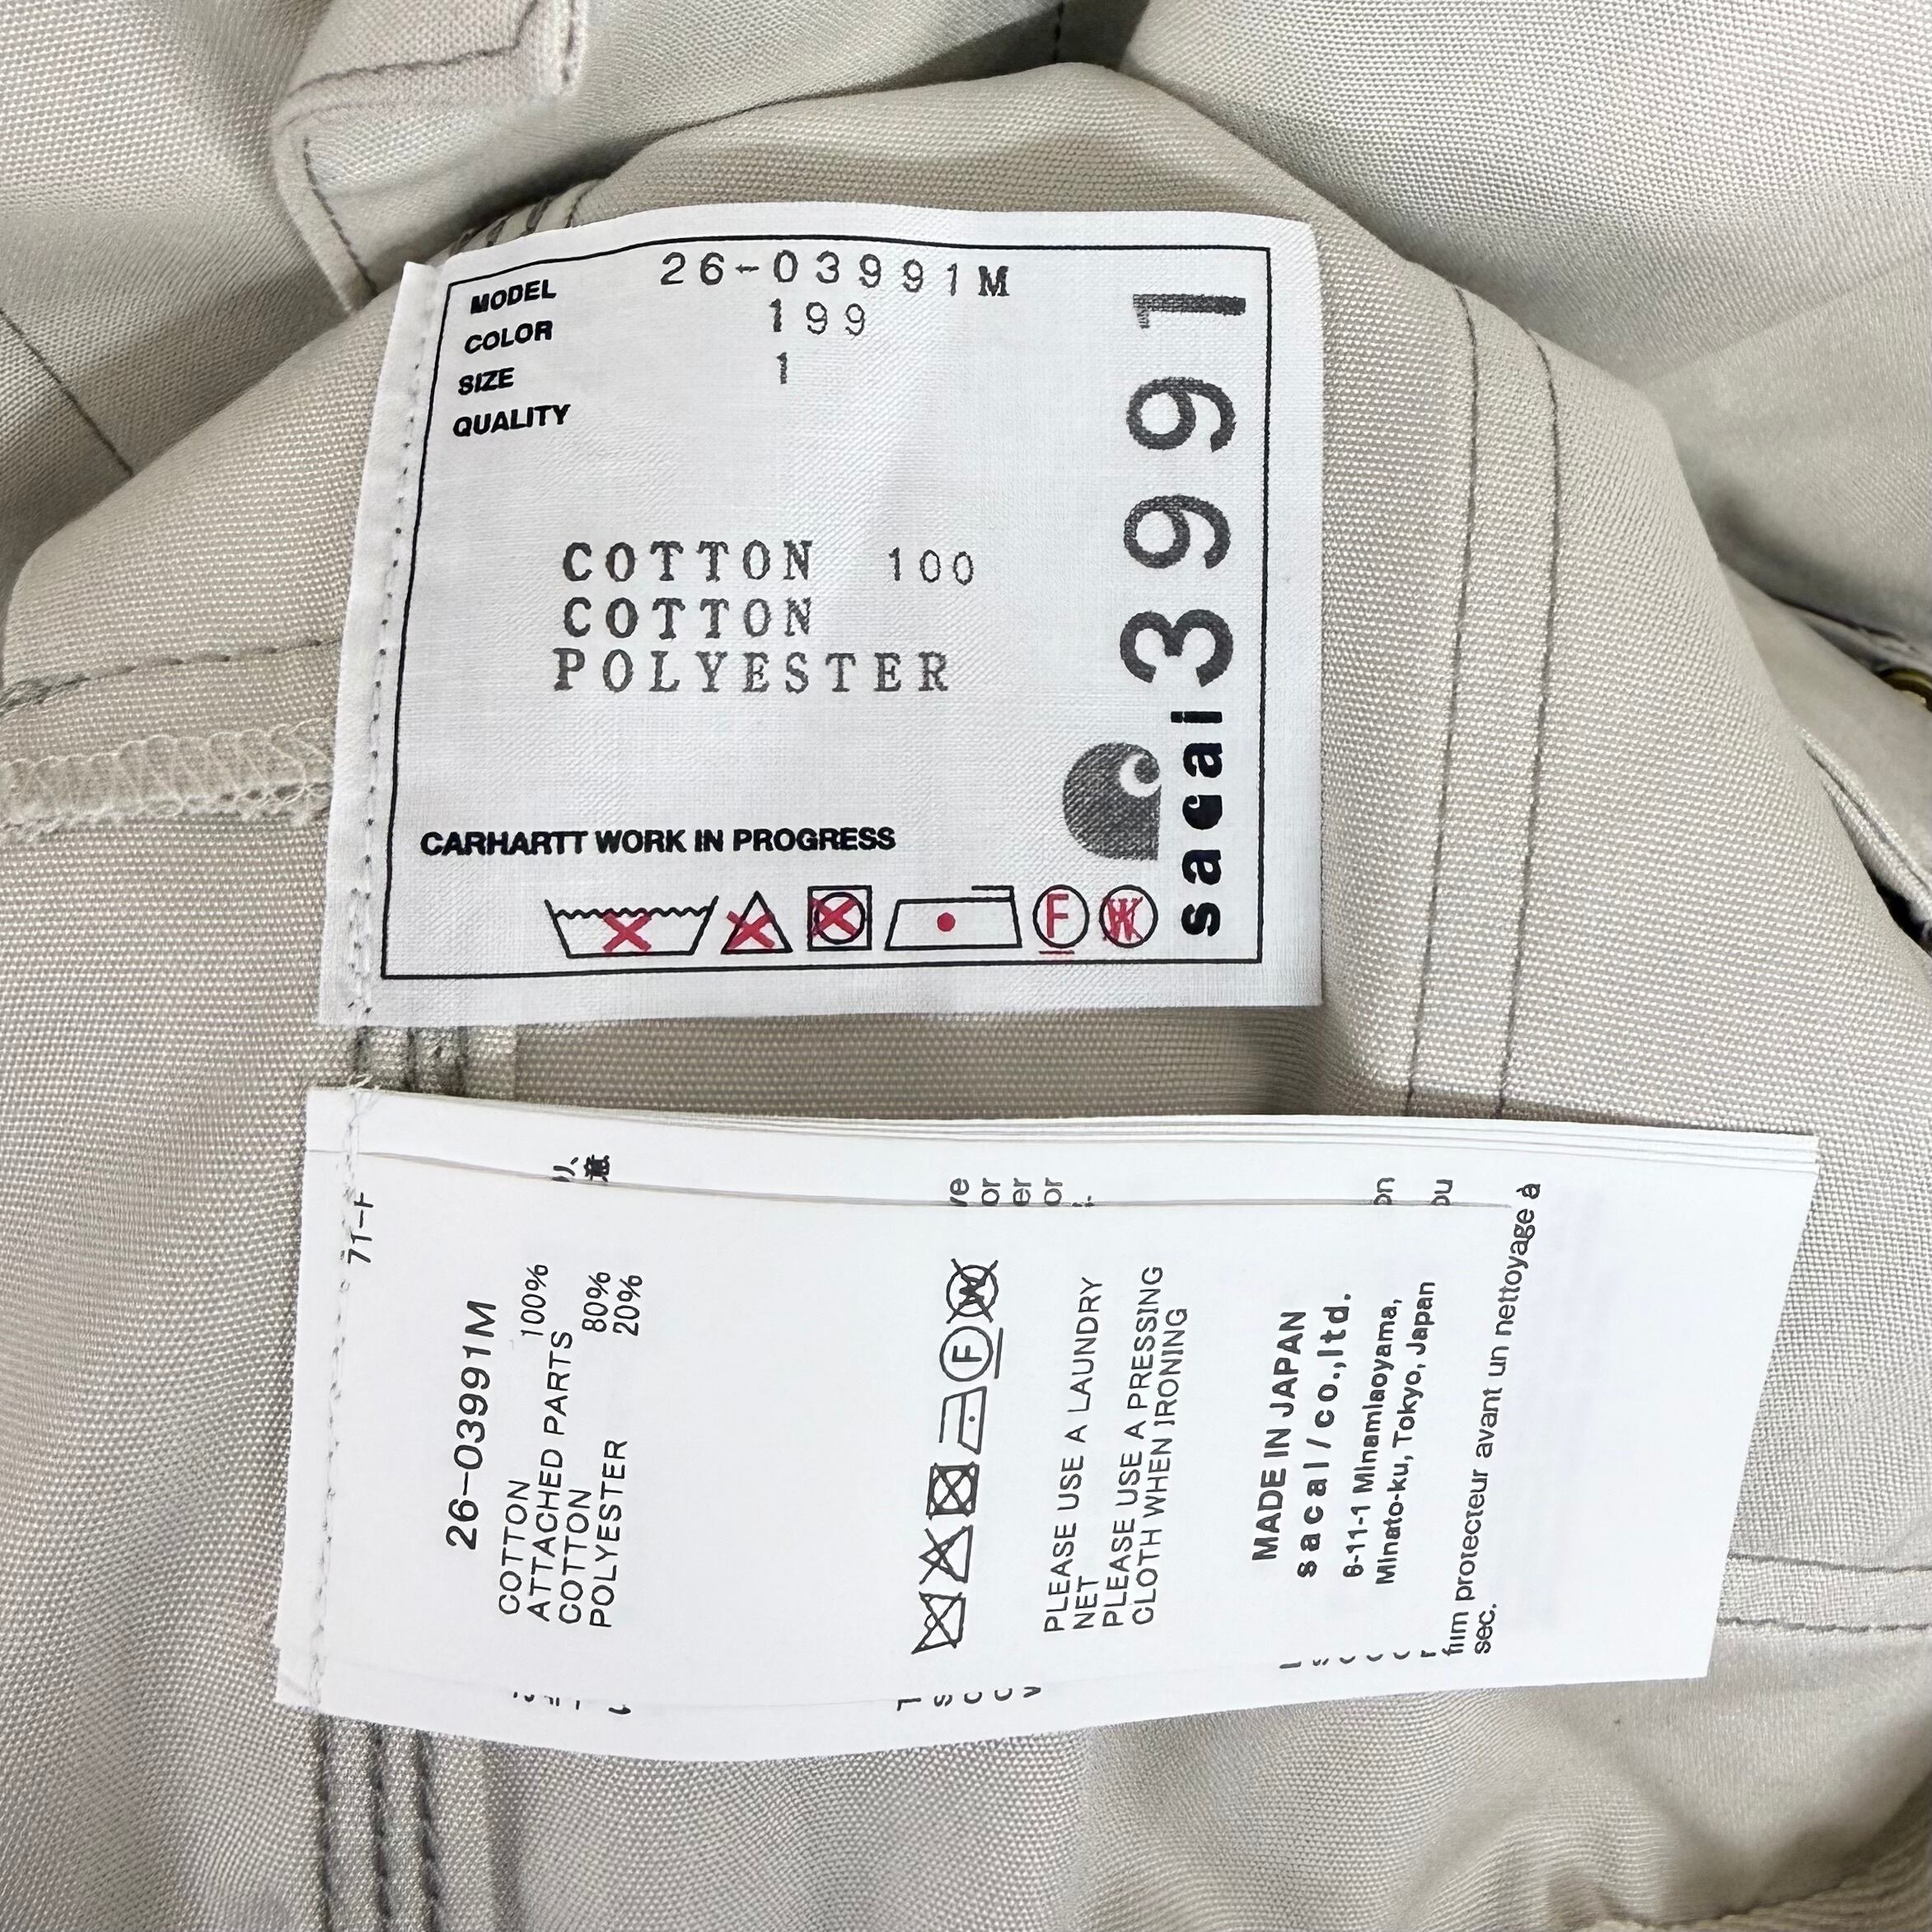 MODEL 26-03991M
COLOR 199
SIZE 1
QUALITY
COTTON 100
COTTON
POLYESTER
CARHARTT WORK IN PROGRESS
F W
sacai 3991
7T-F
26-03991M
COTTON 100%
ATTACHED PARTS
COTTON 80%
POLYESTER 20%
F W
PLEASE USE A LAUNDRY
NET
PLEASE USE A PRESSING
CLOTH WHEN IRONING
MADE IN JAPAN
sacai/co.,ltd.
6-11-1 Minamiaoyama,
Minato-ku, Tokyo, Japan
film protecteur avant un nettoyage à
sec.